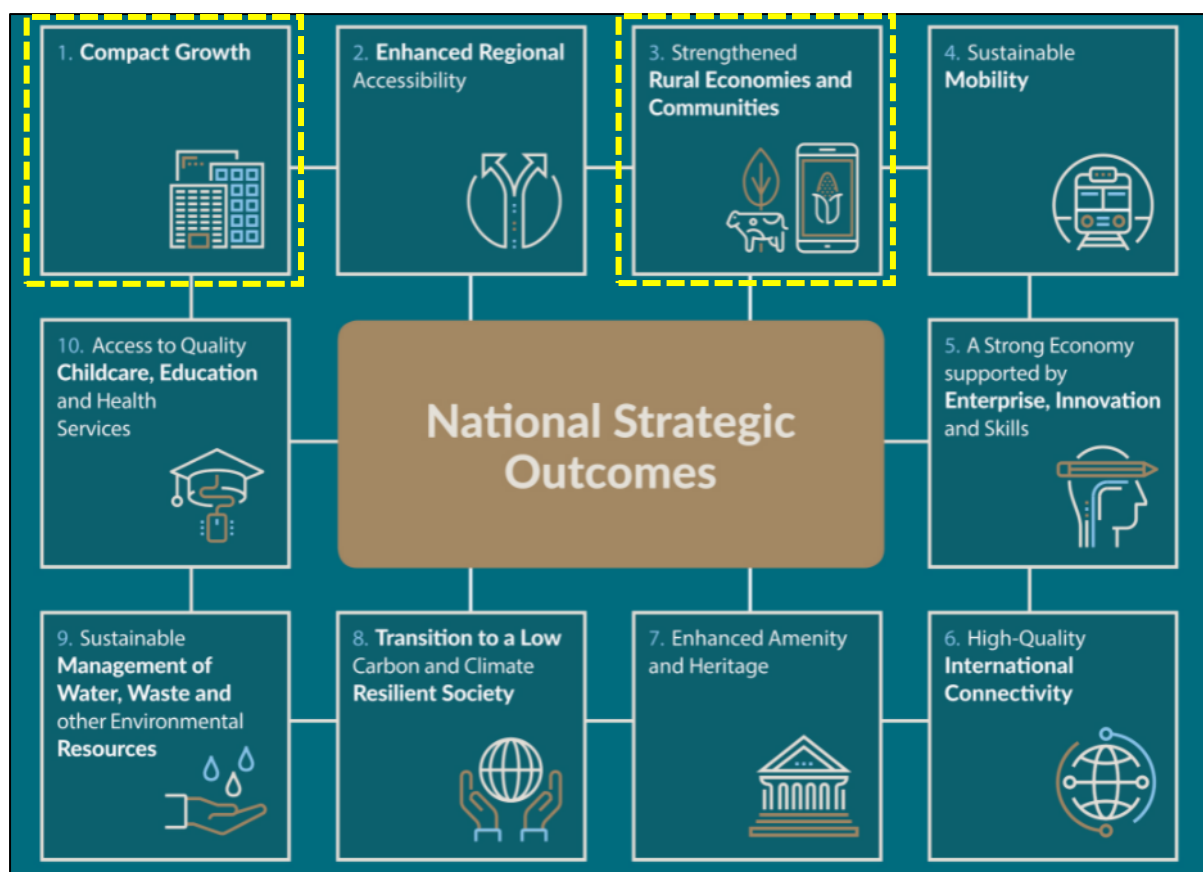 1. Compact Growth
2. Enhanced Regional
Accessibility
3. Strengthened
Rural Economies and
Communities
4. Sustainable
Mobility
10. Access to Quality
Childcare, Education
and Health
Services
National Strategic
Outcomes
5. A Strong Economy
supported by
Enterprise, Innovation
and Skills
9. Sustainable
Management of
Water, Waste and
other Environmental
Resources
8. Transition to a Low
Carbon and Climate
Resilient Society
7. Enhanced Amenity
and Heritage
6. High-Quality
International
Connectivity